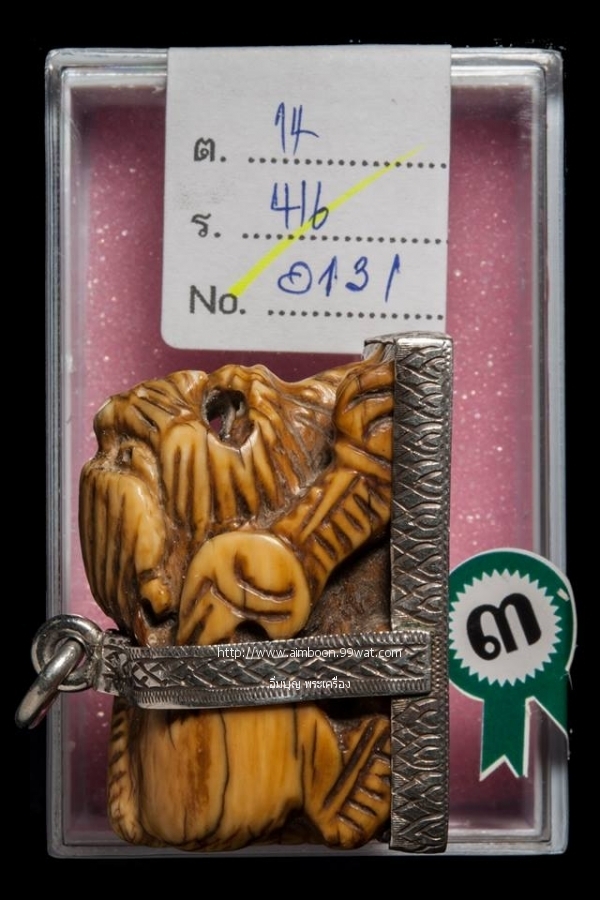 ต. 14
ร. 416
No. 0131
๓
http://www.aimboon.99wat.com
อิ่มบุญ พระเครื่อง